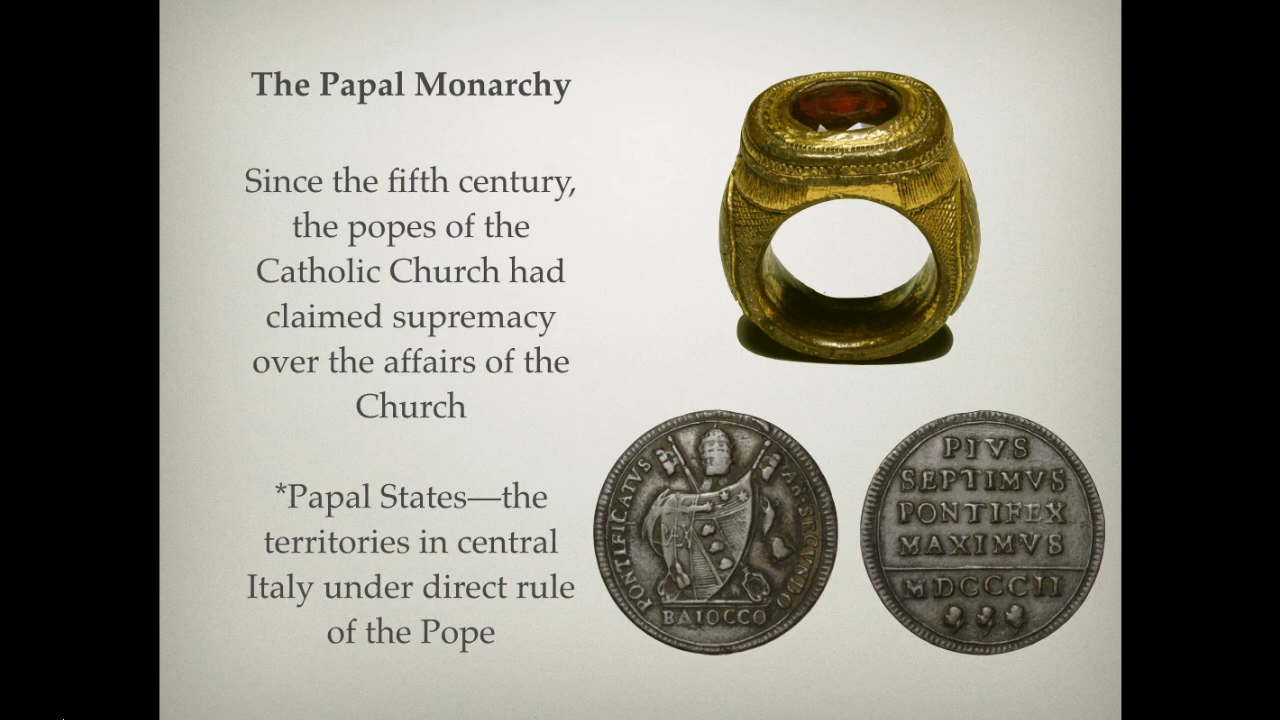 The Papal Monarchy
Since the fifth century,
the popes of the
Catholic Church had
claimed supremacy
over the affairs of the
Church
*Papal States—the
territories in central
Italy under direct rule
of the Pope
PONTIFICATVS
AN·SECVNDO
BAIOCCO
PIVS
SEPTIMVS
PONTIFEX
MAXIMVS
MDCCCII